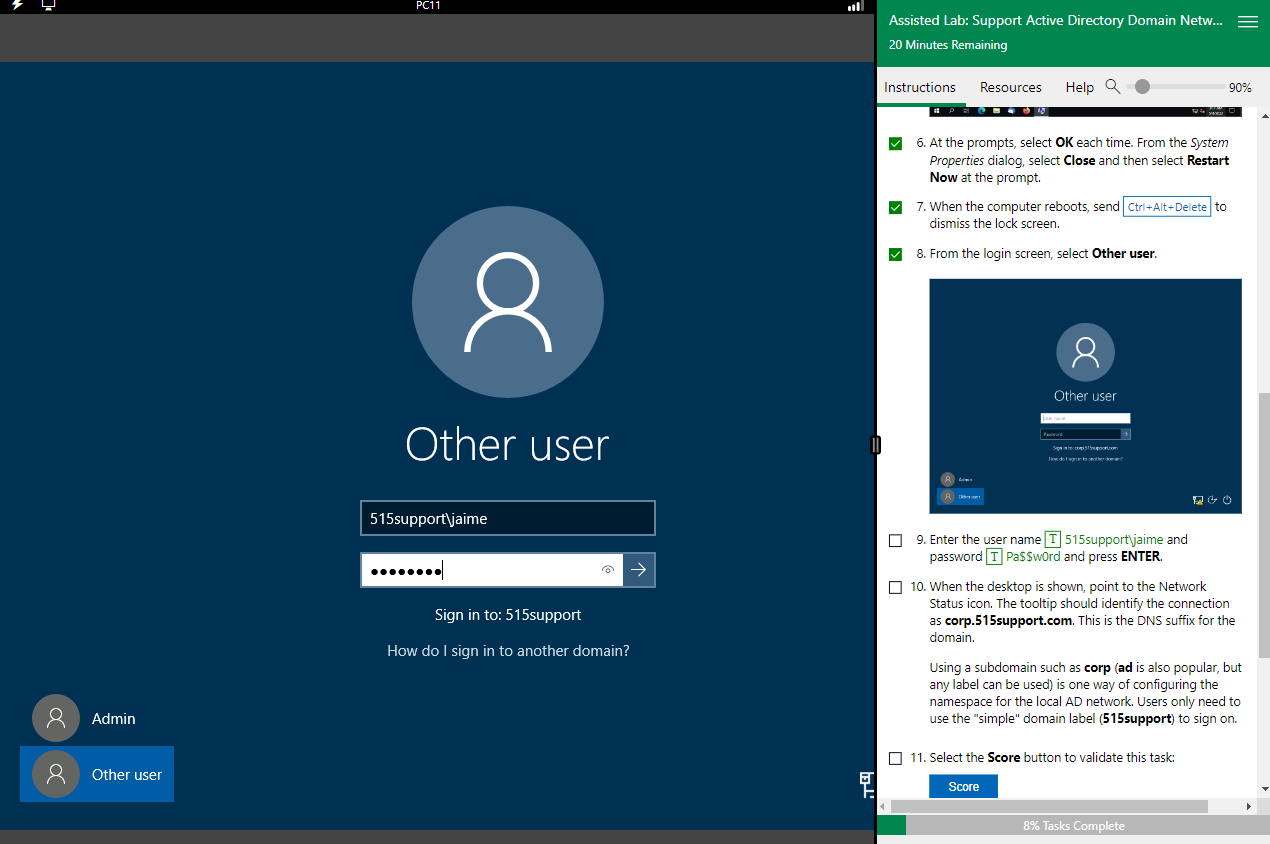 PC11
Other user
515support\jaime
Sign in to: 515support
How do I sign in to another domain?
Admin
Other user
Assisted Lab: Support Active Directory Domain Netw...
20 Minutes Remaining
Instructions Resources Help 90%
6. At the prompts, select OK each time. From the System
Properties dialog, select Close and then select Restart
Now at the prompt.
7. When the computer reboots, send Ctrl+Alt+Delete to
dismiss the lock screen.
8. From the login screen, select Other user.
Other user
User name
Password
Sign in to: corp.515support.com
How do I sign in to another domain?
Admin
Other user
9. Enter the user name T 515support\jaime and
password T Pa$$w0rd and press ENTER.
10. When the desktop is shown, point to the Network
Status icon. The tooltip should identify the connection
as corp.515support.com. This is the DNS suffix for the
domain.
Using a subdomain such as corp (ad is also popular, but
any label can be used) is one way of configuring the
namespace for the local AD network. Users only need to
use the "simple" domain label (515support) to sign on.
11. Select the Score button to validate this task:
Score
8% Tasks Complete